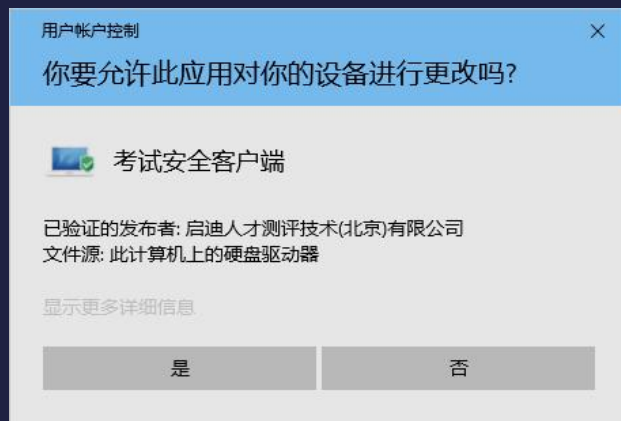 用户帐户控制
你要允许此应用对你的设备进行更改吗?
考试安全客户端
已验证的发布者: 启迪人才测评技术(北京)有限公司
文件源: 此计算机上的硬盘驱动器
显示更多详细信息
是
否